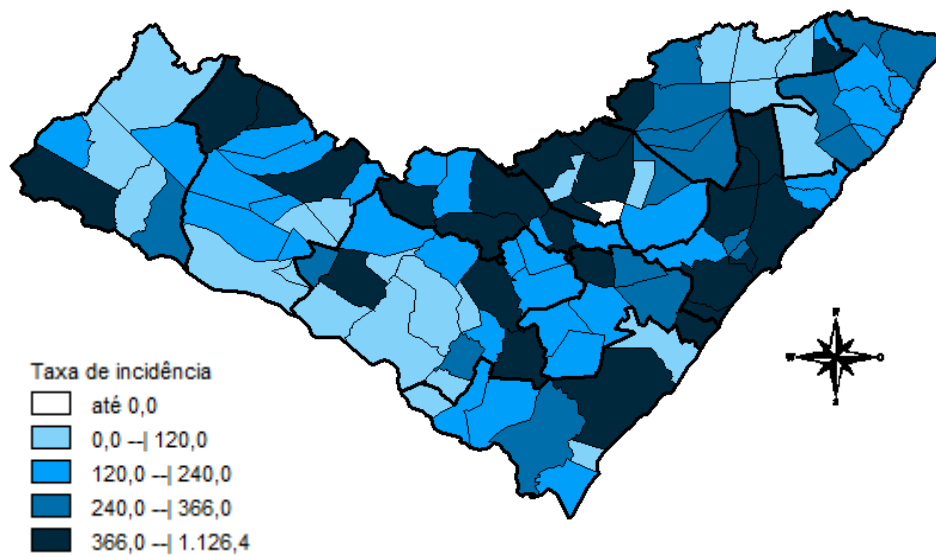 N
W
O
S
Taxa de incidência
até 0,0
0,0 --| 120,0
120,0 --| 240,0
240,0 --| 366,0
366,0 --| 1.126,4